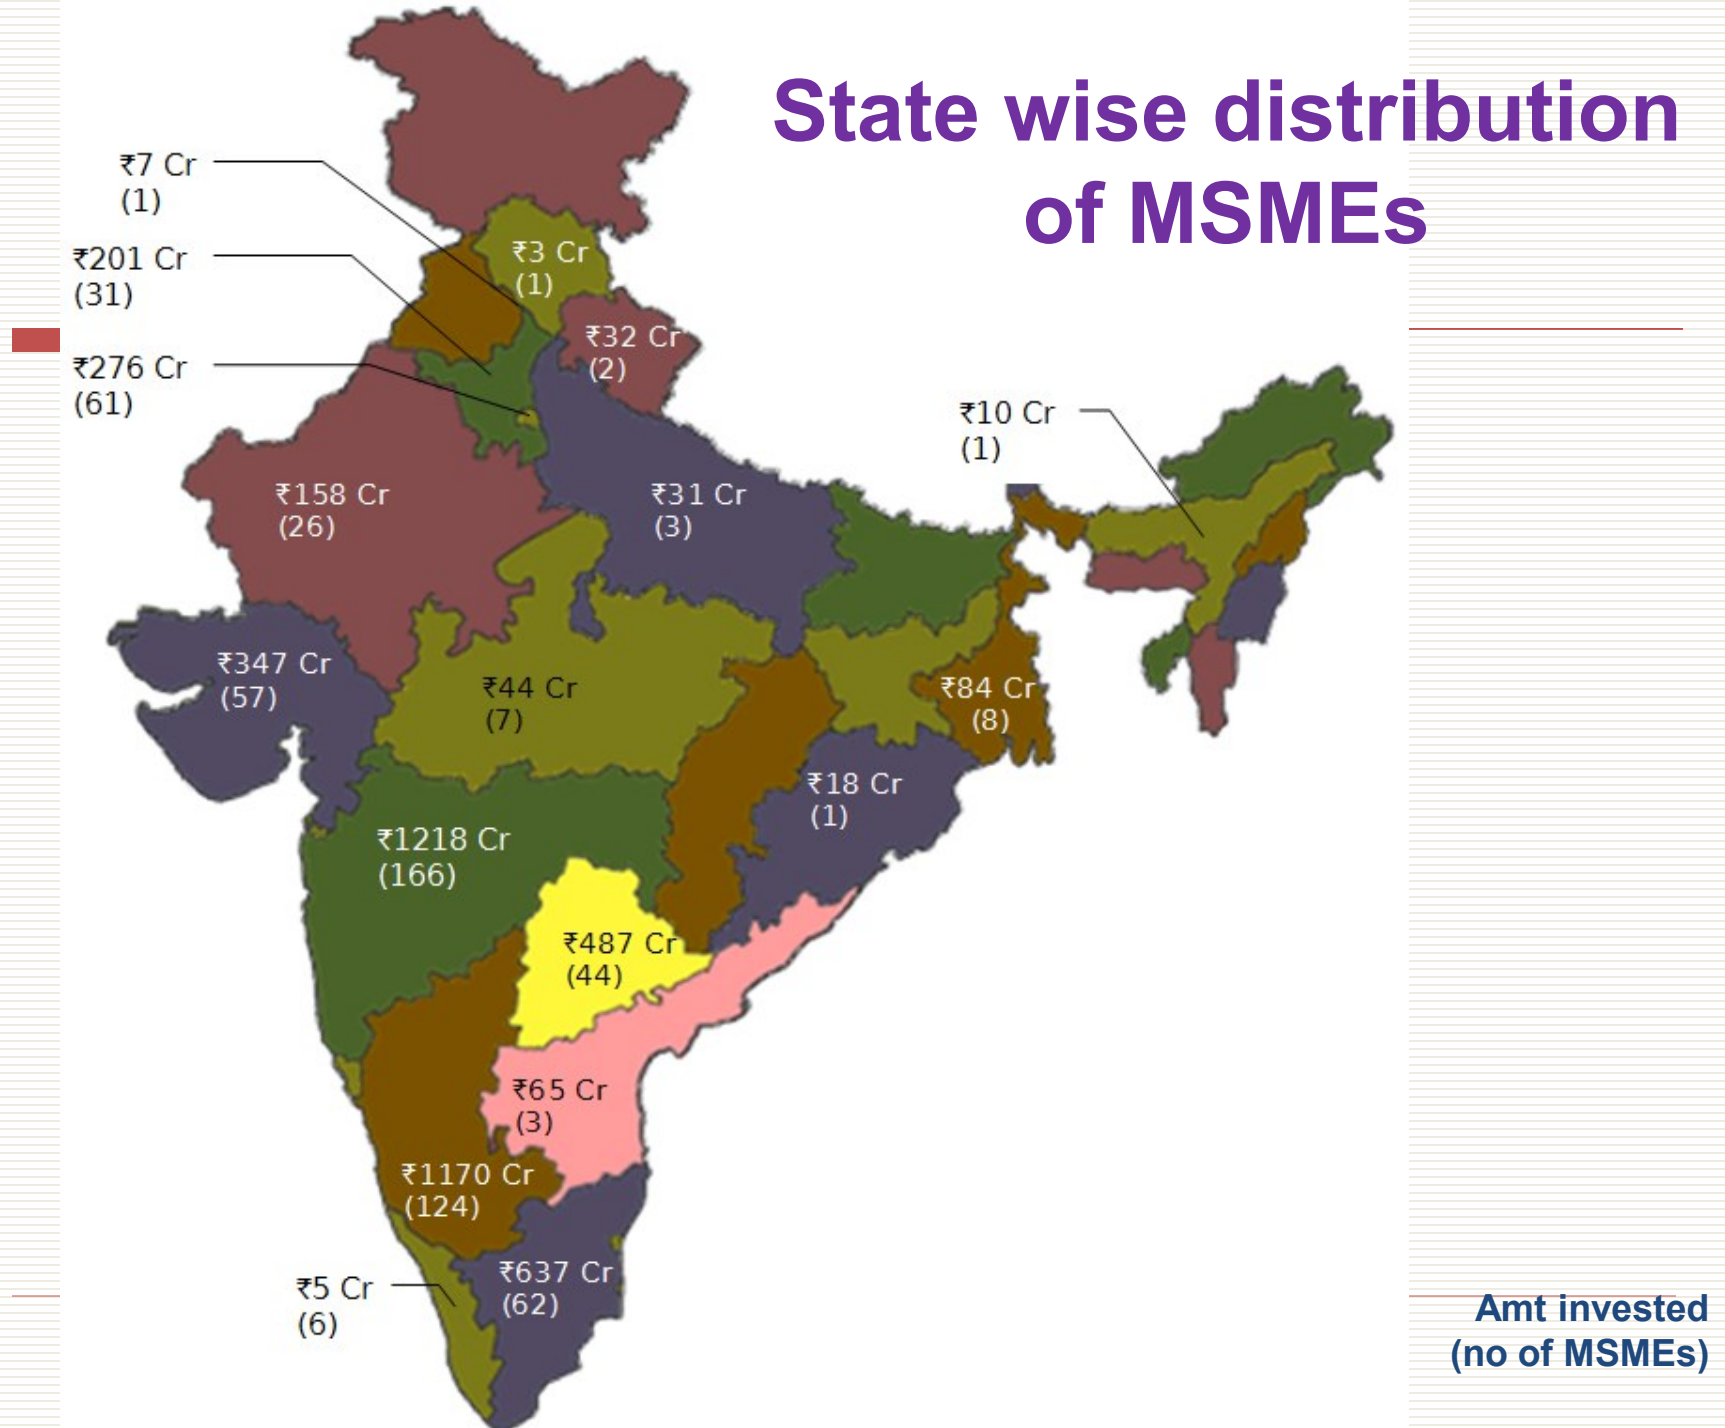 State wise distribution
of MSMEs
₹7 Cr
(1)
₹201 Cr
(31)
₹276 Cr
(61)
₹3 Cr
(1)
₹32 Cr
(2)
₹10 Cr
(1)
₹158 Cr
(26)
₹31 Cr
(3)
₹347 Cr
(57)
₹44 Cr
(7)
₹84 Cr
(8)
₹18 Cr
(1)
₹1218 Cr
(166)
₹487 Cr
(44)
₹65 Cr
(3)
₹1170 Cr
(124)
₹637 Cr
(62)
₹5 Cr
(6)
Amt invested
(no of MSMEs)